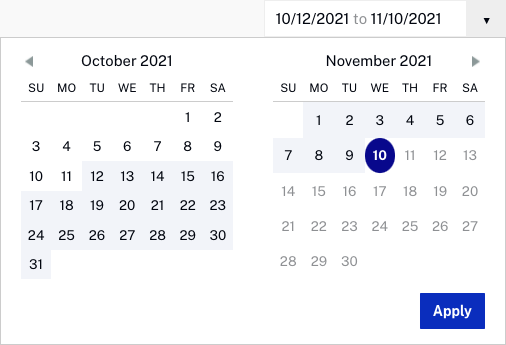 10/12/2021 to 11/10/2021 ▼
◀ October 2021
SU MO TU WE TH FR SA
1 2
3 4 5 6 7 8 9
10 11 12 13 14 15 16
17 18 19 20 21 22 23
24 25 26 27 28 29 30
31
November 2021 ▶
SU MO TU WE TH FR SA
1 2 3 4 5 6
7 8 9 10 11 12 13
14 15 16 17 18 19 20
21 22 23 24 25 26 27
28 29 30
Apply